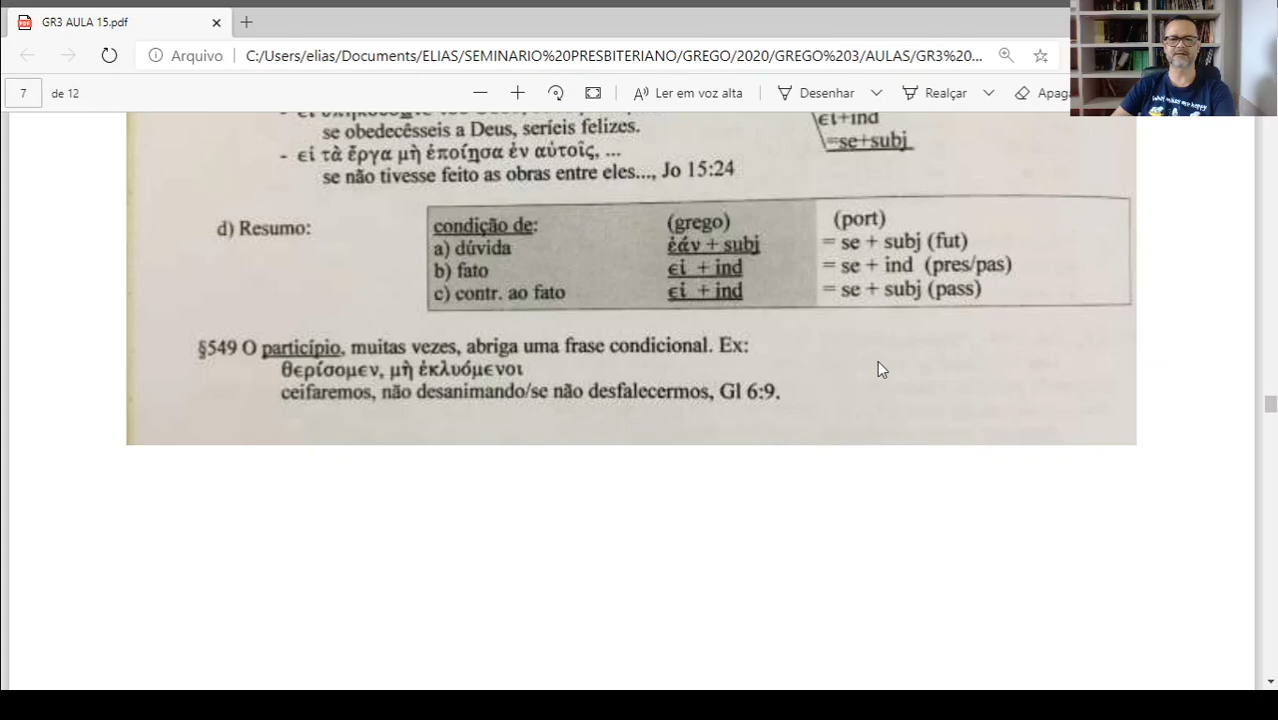 GR3 AULA 15.pdf
Arquivo
C:/Users/elias/Documents/ELIAS/SEMINARIO%20PRESBITERIANO/GREGO/2020/GREGO%203/AULAS/GR3%20...
7 de 12
Ler em voz alta
Desenhar
Realçar
Apag
εἰ+ind
se obedecêsseis a Deus, seríeis felizes.
=se+subj
- εἰ τὰ ἔργα μὴ ἐποίησα ἐν αὐτοῖς, ...
se não tivesse feito as obras entre eles..., Jo 15:24
d) Resumo:
condição de: (grego) (port)
a) dúvida ἐάν + subj = se + subj (fut)
b) fato εἰ + ind = se + ind (pres/pas)
c) contr. ao fato εἰ + ind = se + subj (pass)
§549 O particípio, muitas vezes, abriga uma frase condicional. Ex:
θερίσομεν, μὴ ἐκλυόμενοι
ceifaremos, não desanimando/se não desfalecermos, Gl 6:9.